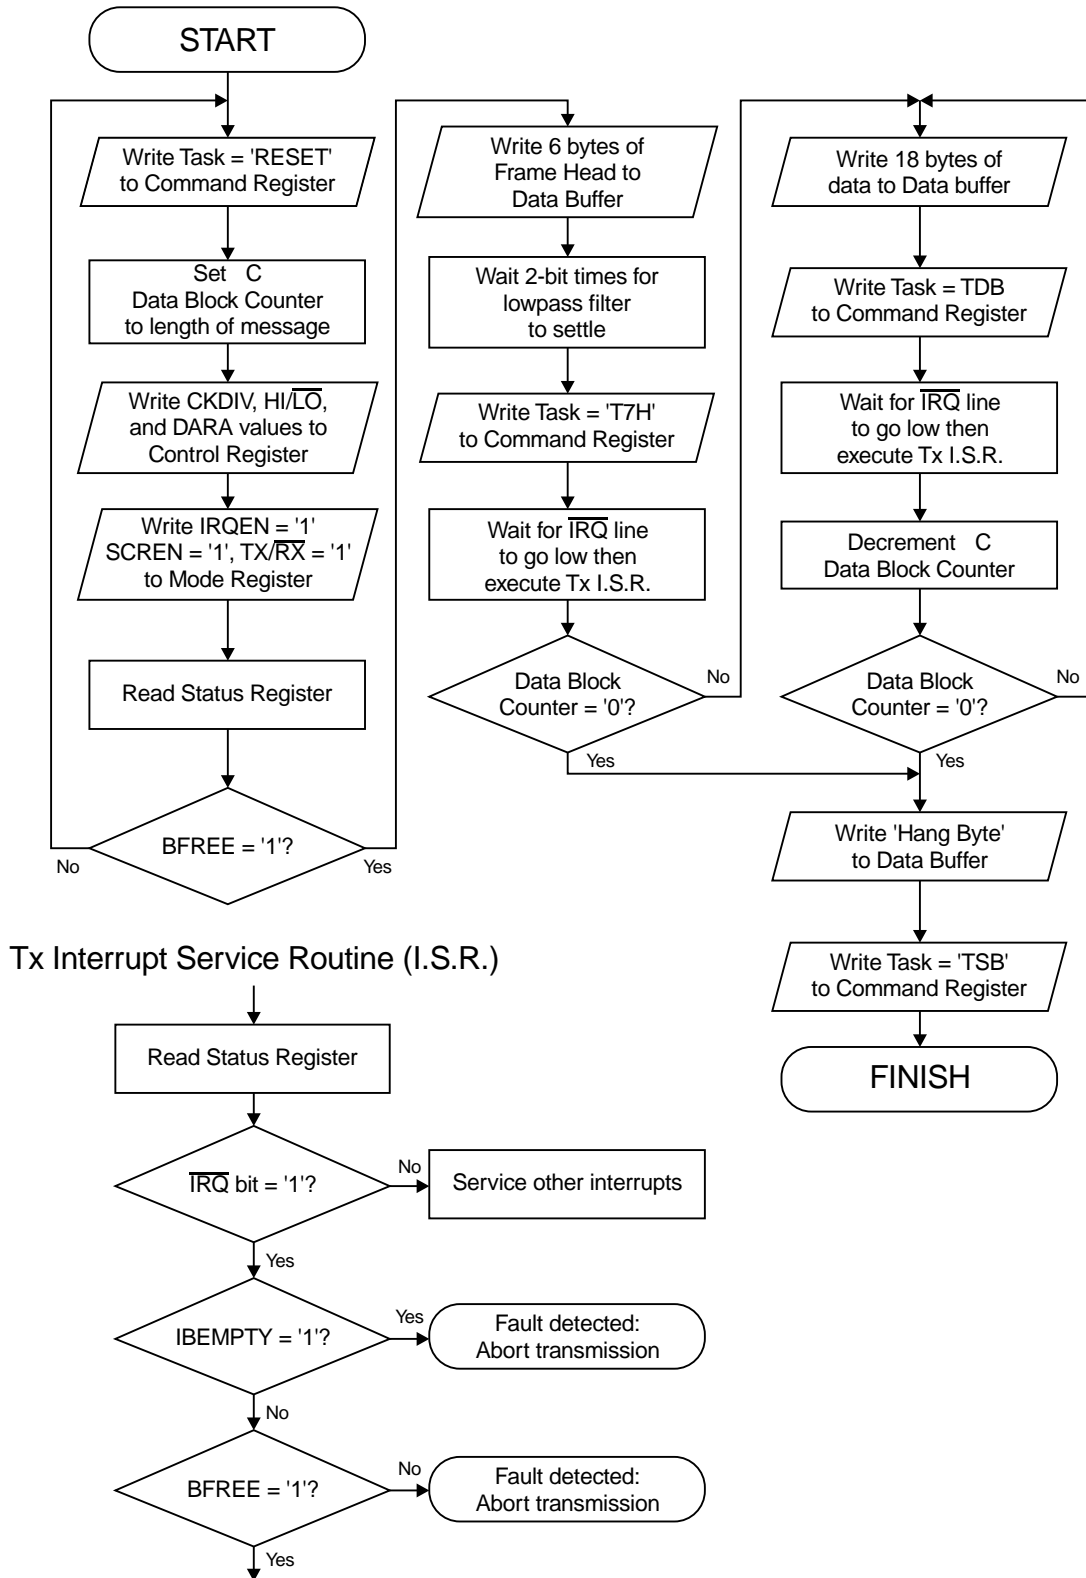 START
Write Task = 'RESET'
to Command Register
Set C
Data Block Counter
to length of message
Write CKDIV, HI/L̅O̅,
and DARA values to
Control Register
Write IRQEN = '1'
SCREN = '1', TX/R̅X̅ = '1'
to Mode Register
Read Status Register
BFREE = '1'?
No
Yes
Write 6 bytes of
Frame Head to
Data Buffer
Wait 2-bit times for
lowpass filter
to settle
Write Task = 'T7H'
to Command Register
Wait for I̅R̅Q̅ line
to go low then
execute Tx I.S.R.
Data Block
Counter = '0'?
No
Yes
Write 18 bytes of
data to Data buffer
Write Task = TDB
to Command Register
Wait for I̅R̅Q̅ line
to go low then
execute Tx I.S.R.
Decrement C
Data Block Counter
Data Block
Counter = '0'?
No
Yes
Write 'Hang Byte'
to Data Buffer
Write Task = 'TSB'
to Command Register
FINISH
Tx Interrupt Service Routine (I.S.R.)
Read Status Register
I̅R̅Q̅ bit = '1'?
No
Service other interrupts
Yes
IBEMPTY = '1'?
Yes
Fault detected:
Abort transmission
No
BFREE = '1'?
No
Fault detected:
Abort transmission
Yes